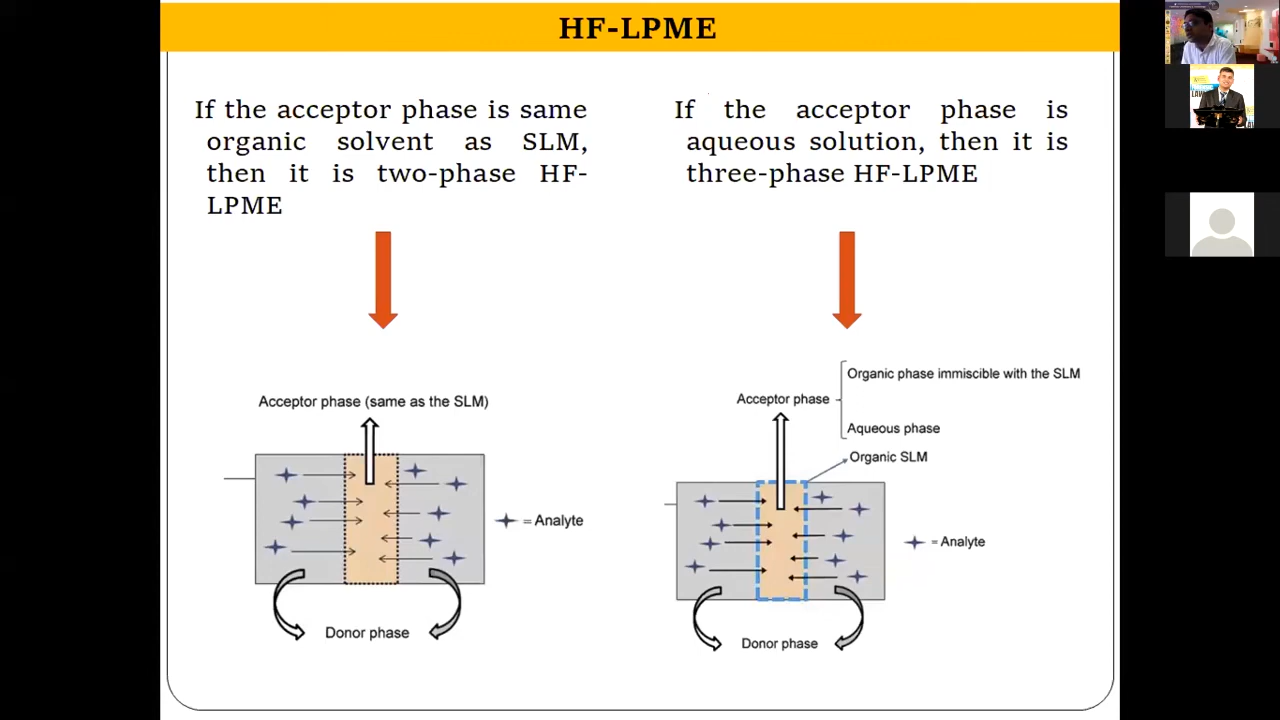 HF-LPME
If the acceptor phase is same
organic solvent as SLM,
then it is two-phase HF-
LPME
If the acceptor phase is
aqueous solution, then it is
three-phase HF-LPME
Acceptor phase (same as the SLM)
= Analyte
Donor phase
Organic phase immiscible with the SLM
Acceptor phase
Aqueous phase
Organic SLM
= Analyte
Donor phase